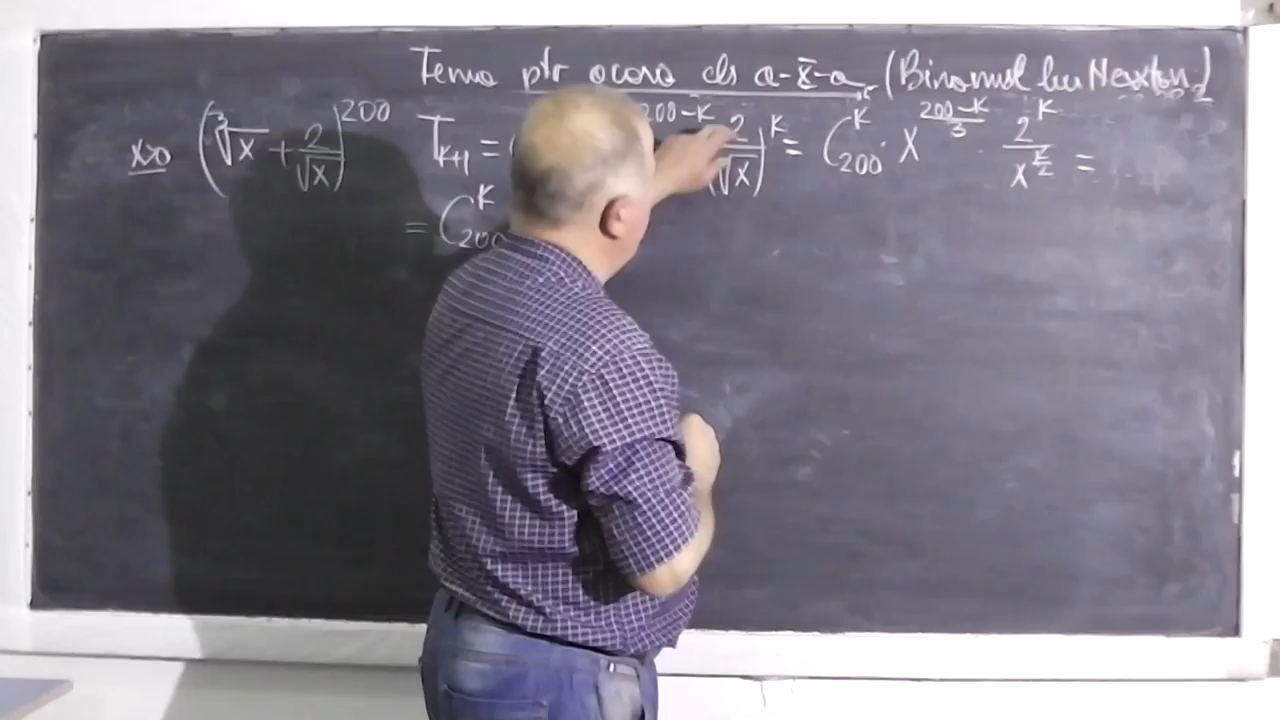 Tema ptr acasă cls a-X-a (Binomul lui Newton)
x>0 (∛x + 2/√x)^200 T_{k+1} = ( 200-K 2/√x)^K = C_{200}^K · x^{(200-K)/3} · 2^K/x^{K/2} =
= C_{200}^K